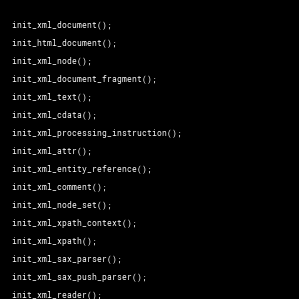 init_xml_document();
init_html_document();
init_xml_node();
init_xml_document_fragment();
init_xml_text();
init_xml_cdata();
init_xml_processing_instruction();
init_xml_attr();
init_xml_entity_reference();
init_xml_comment();
init_xml_node_set();
init_xml_xpath_context();
init_xml_xpath();
init_xml_sax_parser();
init_xml_sax_push_parser();
init_xml_reader();